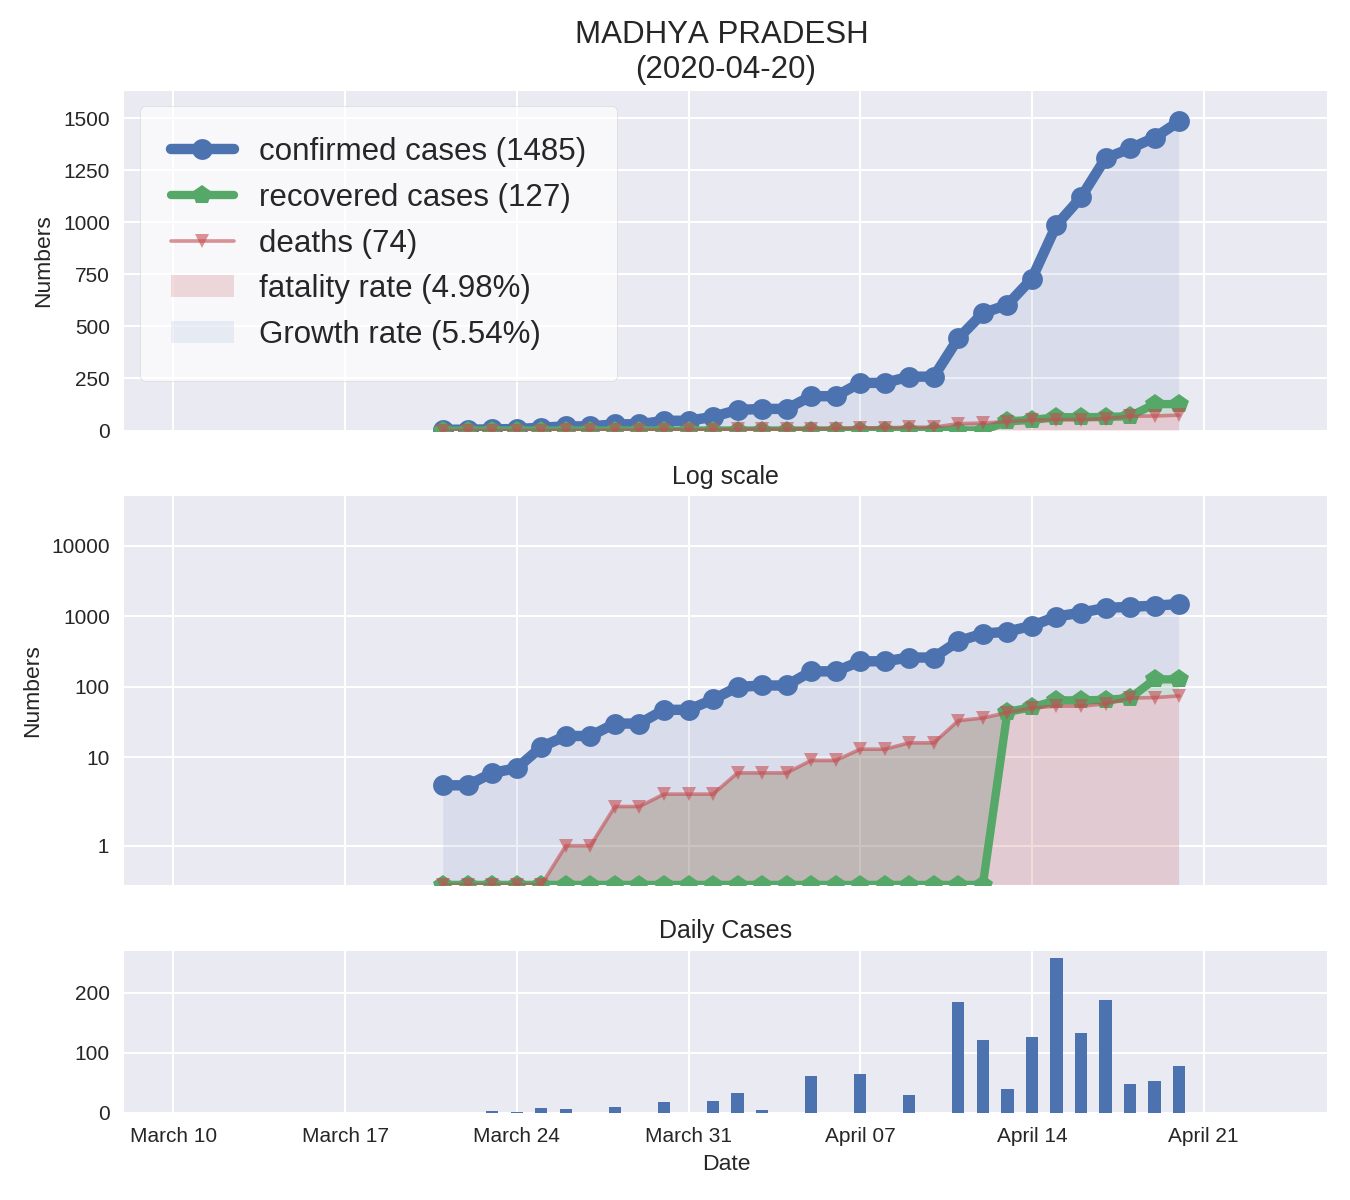 MADHYA PRADESH
(2020-04-20)
1500
1250
1000
750
500
250
0
Numbers
confirmed cases (1485)
recovered cases (127)
deaths (74)
fatality rate (4.98%)
Growth rate (5.54%)
Log scale
10000
1000
100
10
1
Numbers
Daily Cases
200
100
0
March 10 March 17 March 24 March 31 April 07 April 14 April 21
Date